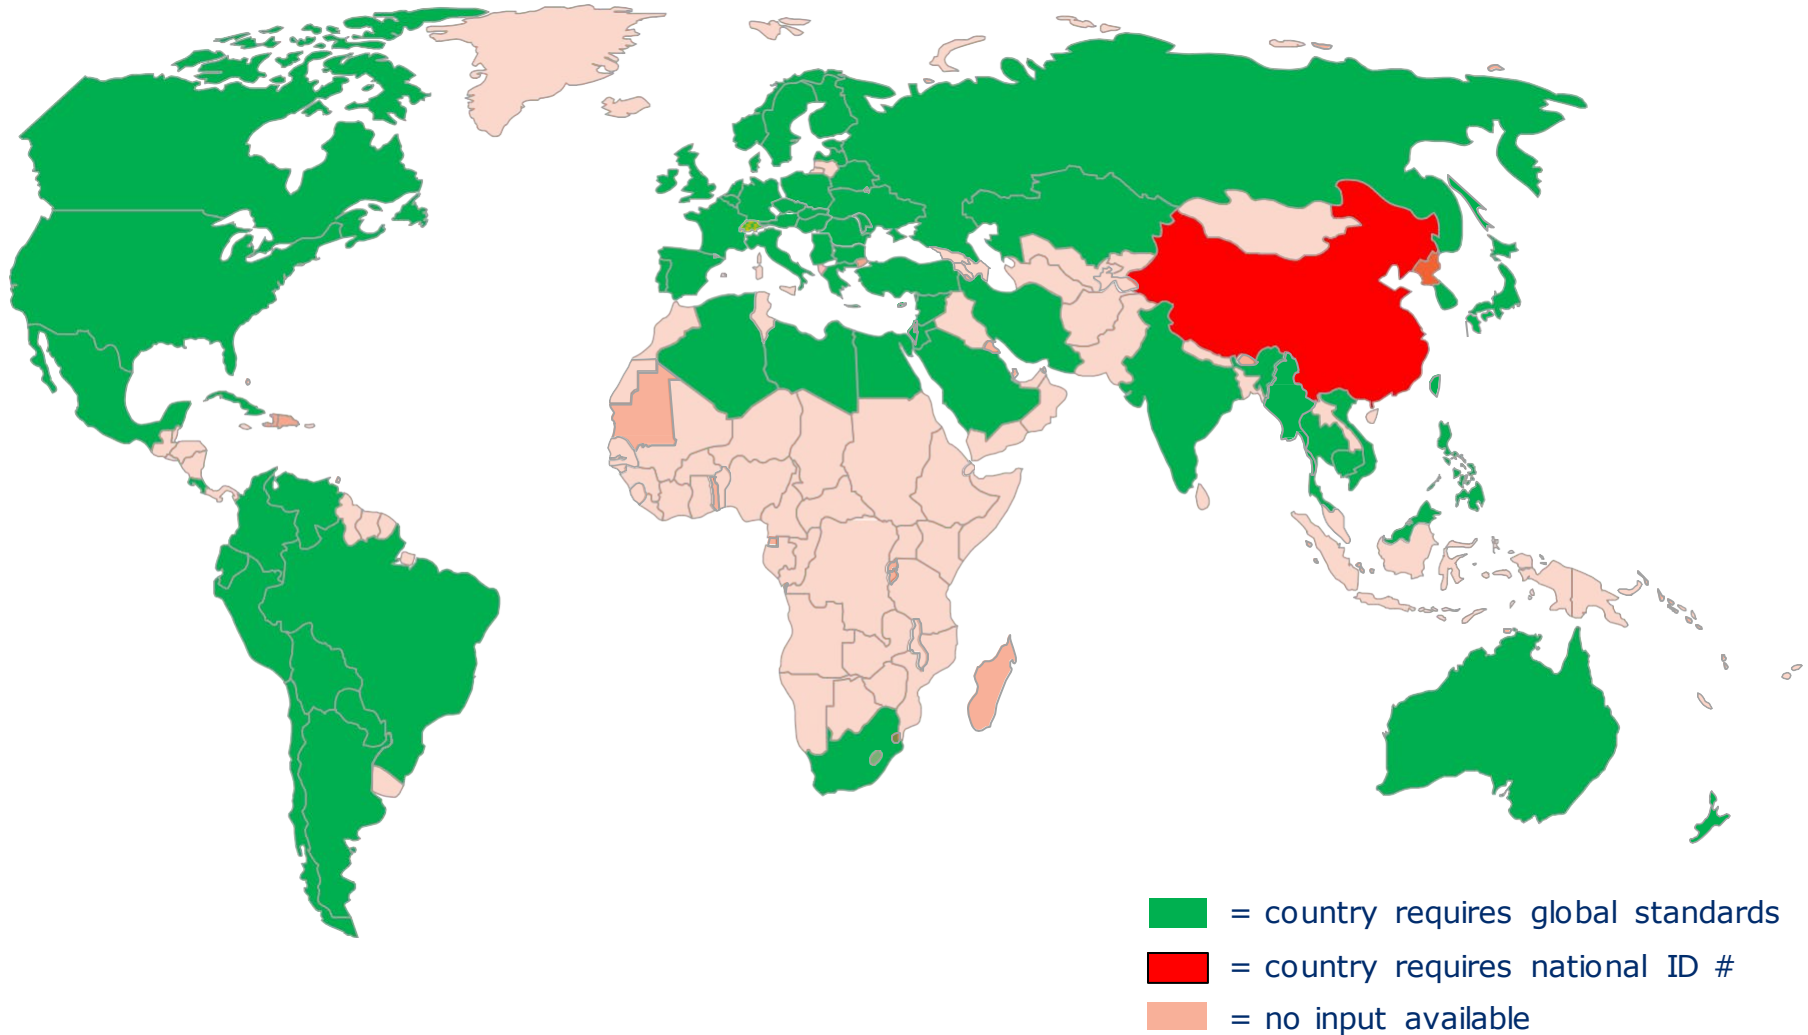 = country requires global standards
= country requires national ID #
= no input available